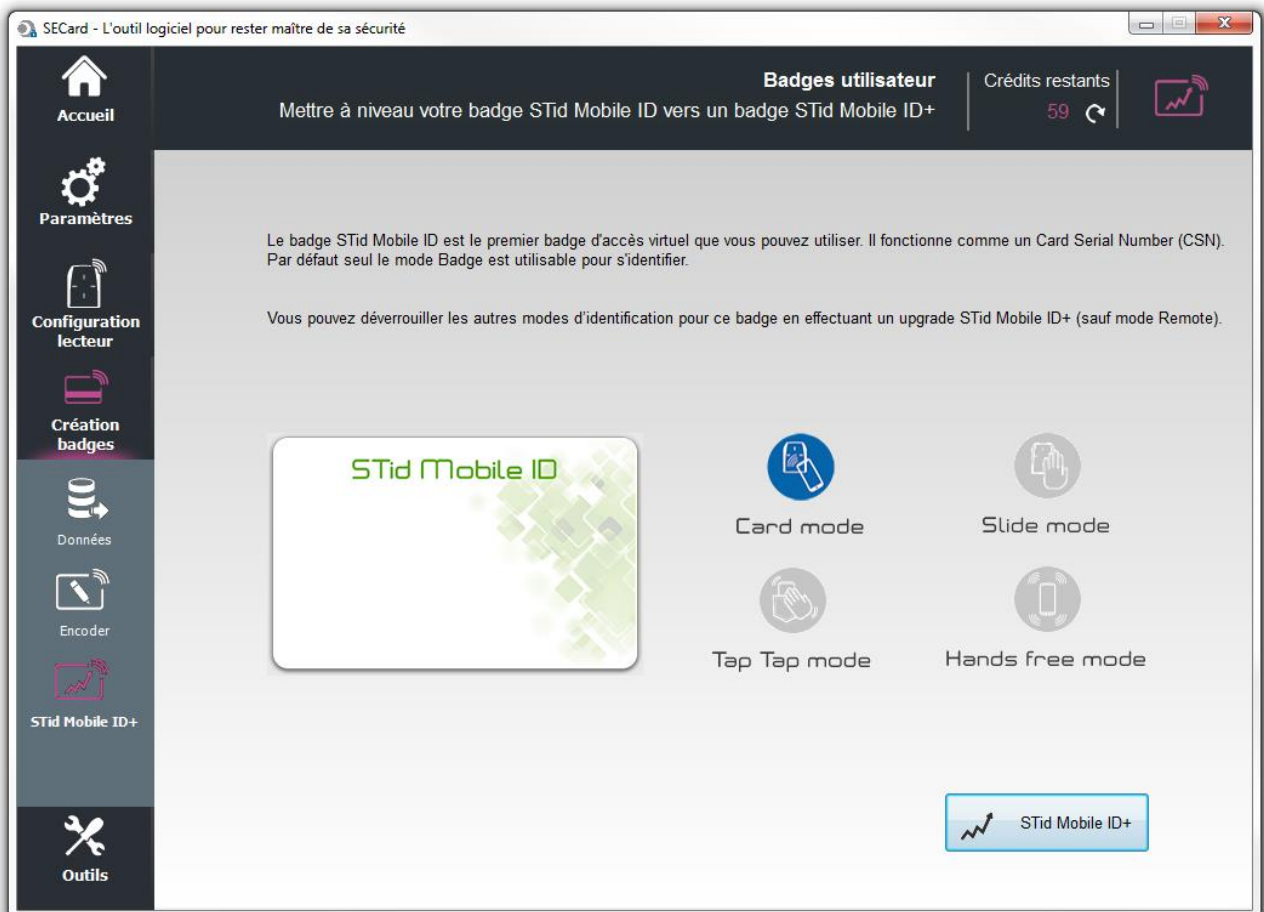 SECard - L'outil logiciel pour rester maître de sa sécurité
Accueil
Badges utilisateur
Mettre à niveau votre badge STid Mobile ID vers un badge STid Mobile ID+
Crédits restants
59
Paramètres
Configuration
lecteur
Création
badges
Données
Encoder
STid Mobile ID+
Outils
Le badge STid Mobile ID est le premier badge d'accès virtuel que vous pouvez utiliser. Il fonctionne comme un Card Serial Number (CSN).
Par défaut seul le mode Badge est utilisable pour s'identifier.
Vous pouvez déverrouiller les autres modes d'identification pour ce badge en effectuant un upgrade STid Mobile ID+ (sauf mode Remote).
STid Mobile ID
Card mode
Slide mode
Tap Tap mode
Hands free mode
STid Mobile ID+